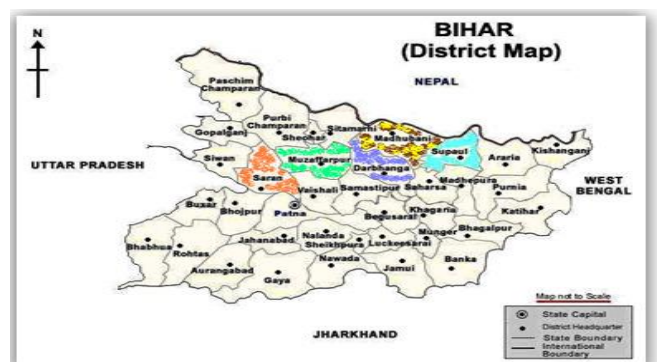 BIHAR
(District Map)
N
NEPAL
Paschim
Champaran
Purbi
Champaran
Gopalganj
Sheohar
Sitamarhi
Madhubani
Kishanganj
Siwan
Muzaffarpur
Supaul
Araria
UTTAR PRADESH
Saran
Darbhanga
WEST
BENGAL
Vaishali
Samastipur
Saharsa
Madhepura
Purnia
Buxar
Bhojpur
Patna
Begusarai
Khagaria
Katihar
Bhabhua
Rohtas
Jahanabad
Nalanda
Sheikhpura
Luckeesarai
Munger
Bhagalpur
Aurangabad
Gaya
Nawada
Jamui
Banka
Map not to Scale
State Capital
District Headquarter
State Boundary
International
Boundary
JHARKHAND